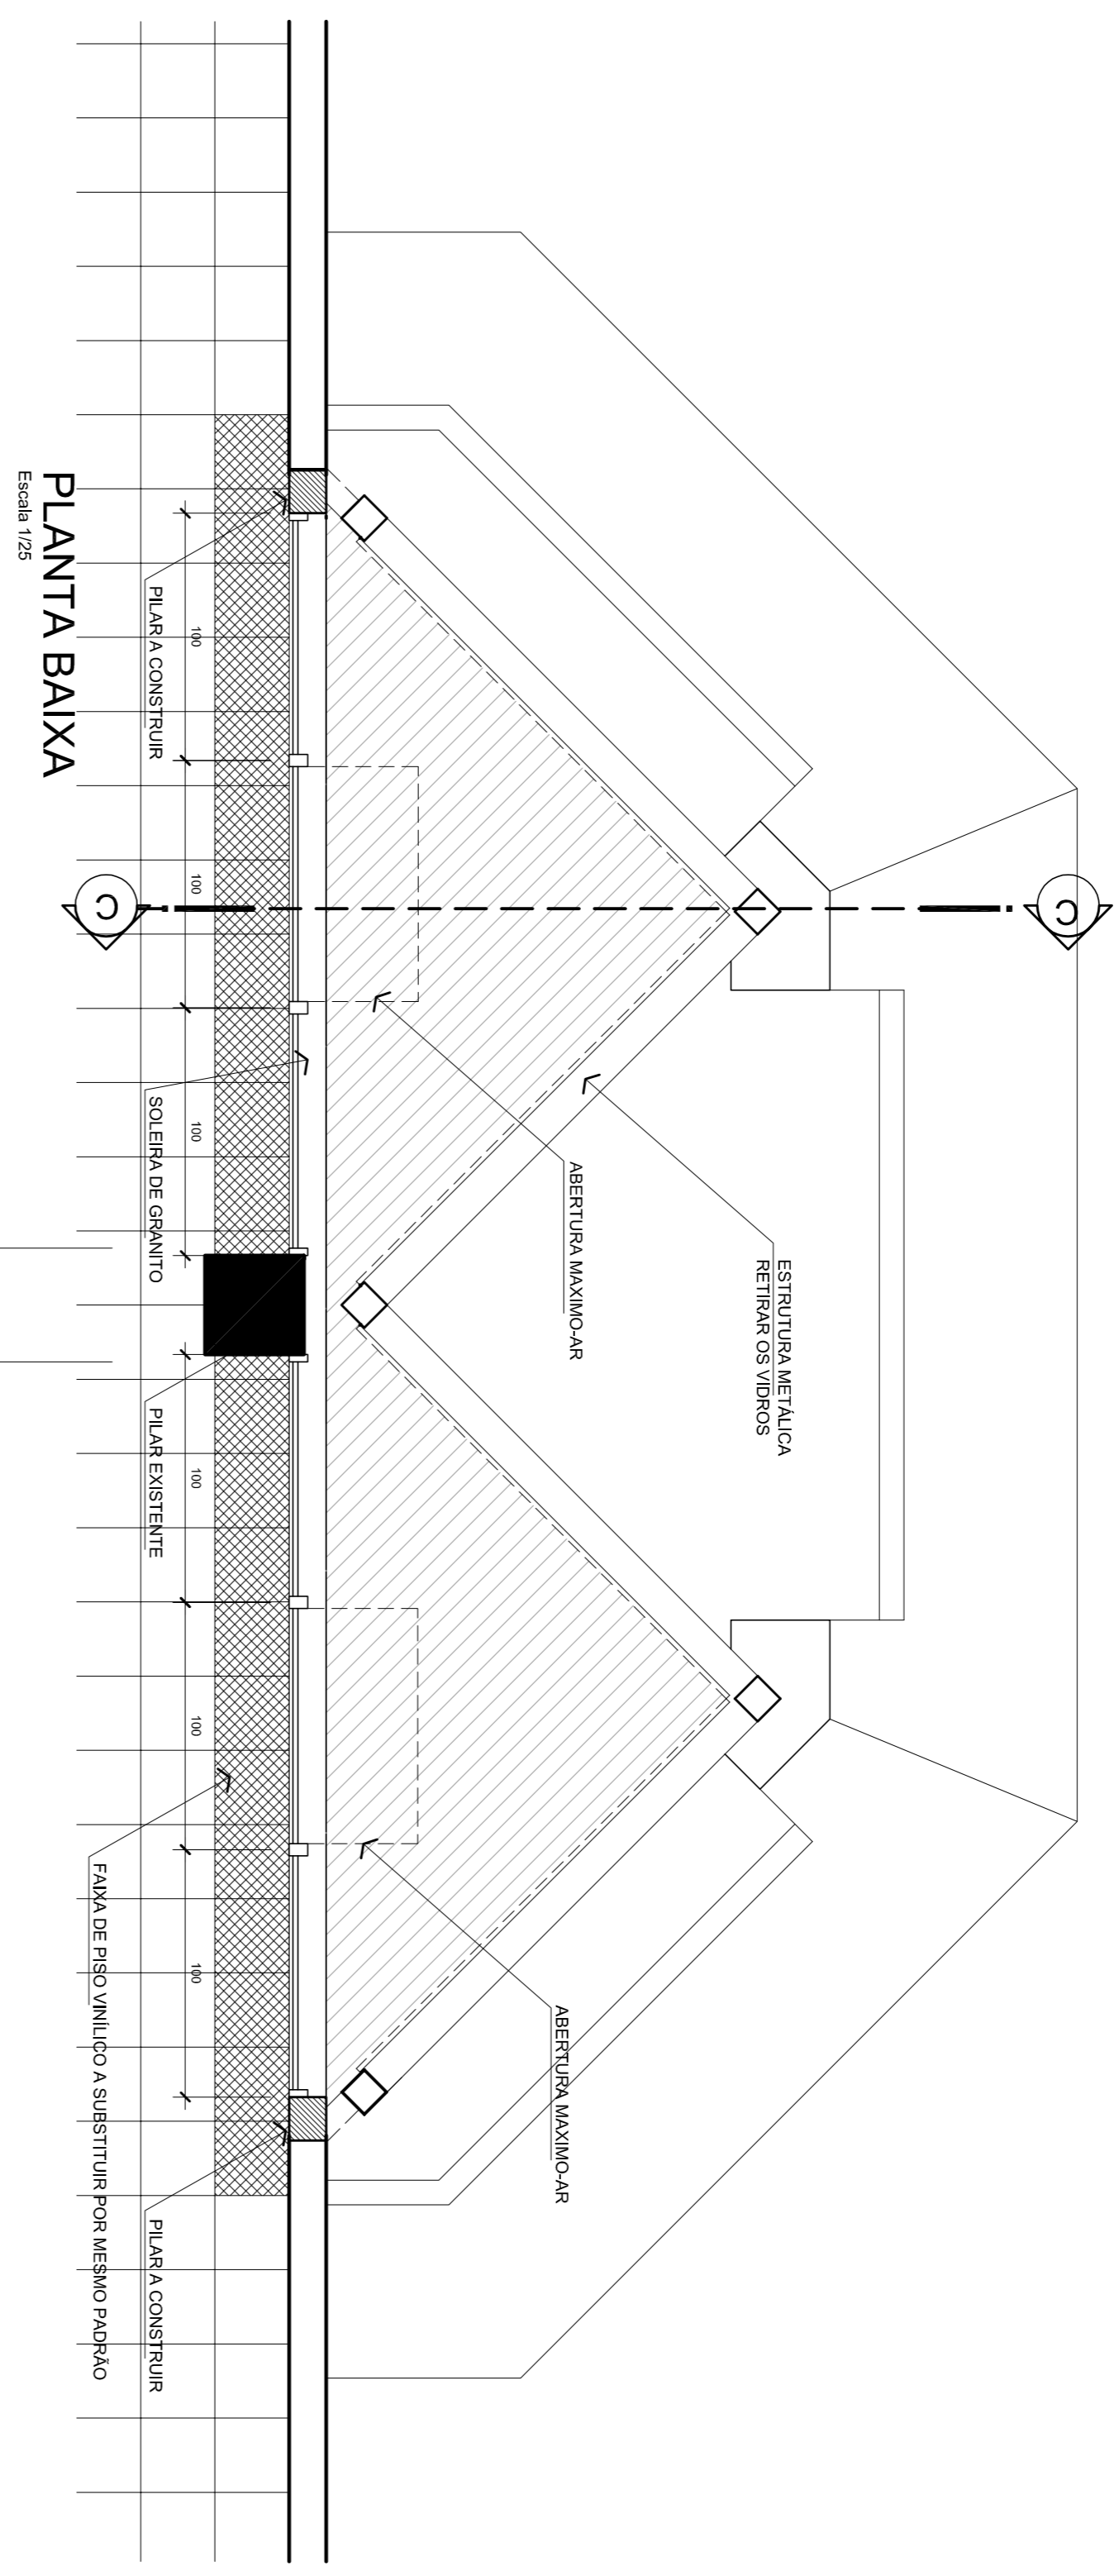 C
C
ESTRUTURA METÁLICA
RETIRAR OS VIDROS
ABERTURA MAXIMO-AR
ABERTURA MAXIMO-AR
100
100
100
100
100
100
PILAR A CONSTRUIR
SOLEIRA DE GRANITO
PILAR EXISTENTE
PILAR A CONSTRUIR
FAIXA DE PISO VINÍLICO A SUBSTITUIR POR MESMO PADRÃO
PLANTA BAIXA
Escala 1/25